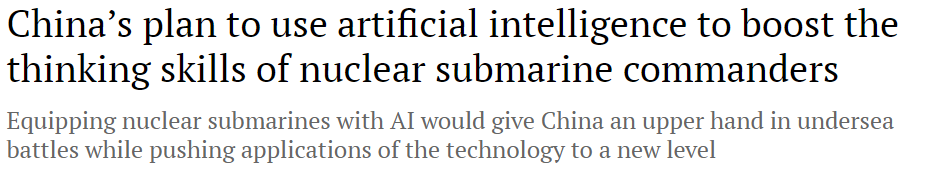 China’s plan to use artificial intelligence to boost the
thinking skills of nuclear submarine commanders
Equipping nuclear submarines with AI would give China an upper hand in undersea
battles while pushing applications of the technology to a new level